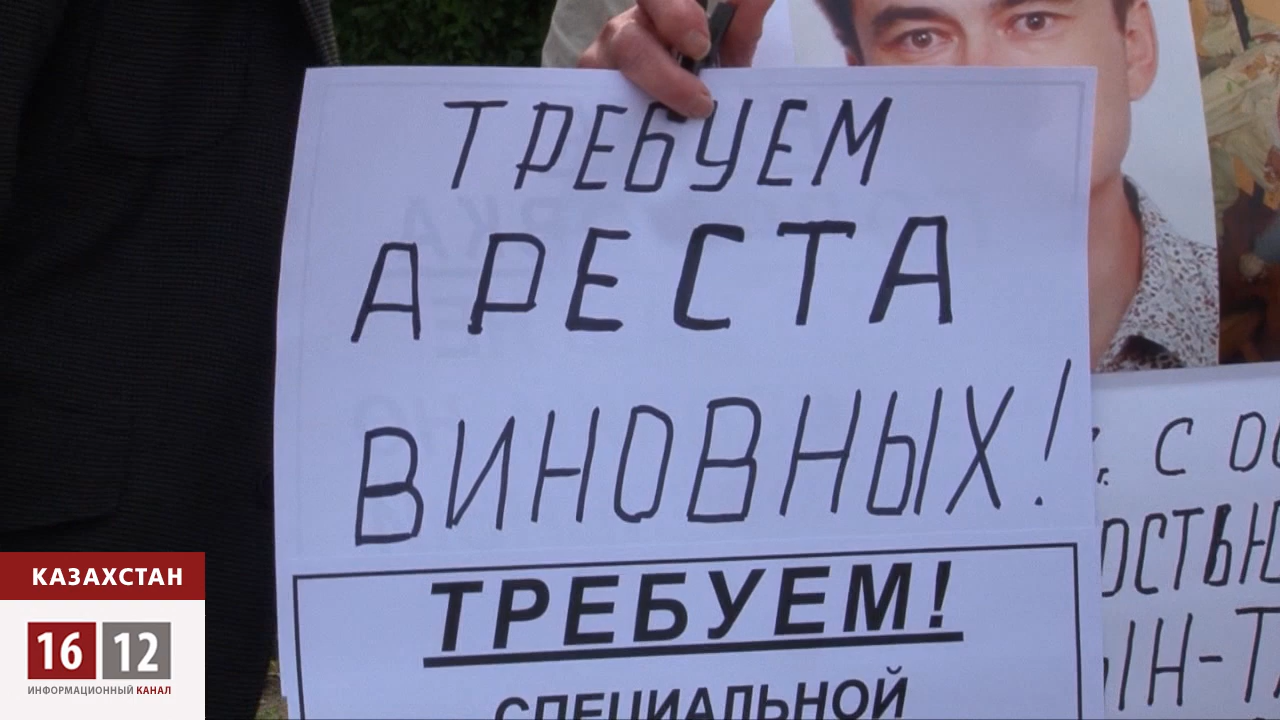 ТРЕБУЕМ
АРЕСТА
ВИНОВНЫХ!
ТРЕБУЕМ!
СПЕЦИАЛЬНОЙ
, С
КАЗАХСТАН
16 12
ИНФОРМАЦИОННЫЙ КАНАЛ